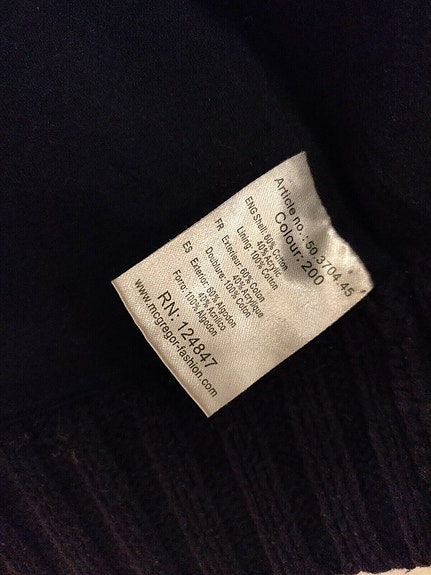 Article no.: 50 3704 45
Colour: 200
ENG Shell: 60% Cotton
40% Acrylic
Lining: 100% Cotton
FR Exterieur: 60% Coton
40% Acrylique
Doublure: 100% Coton
ES Exterior: 60% Algodon
40% Acrilico
Forro: 100% Algodon
RN: 124847
www.mcgregor-fashion.com